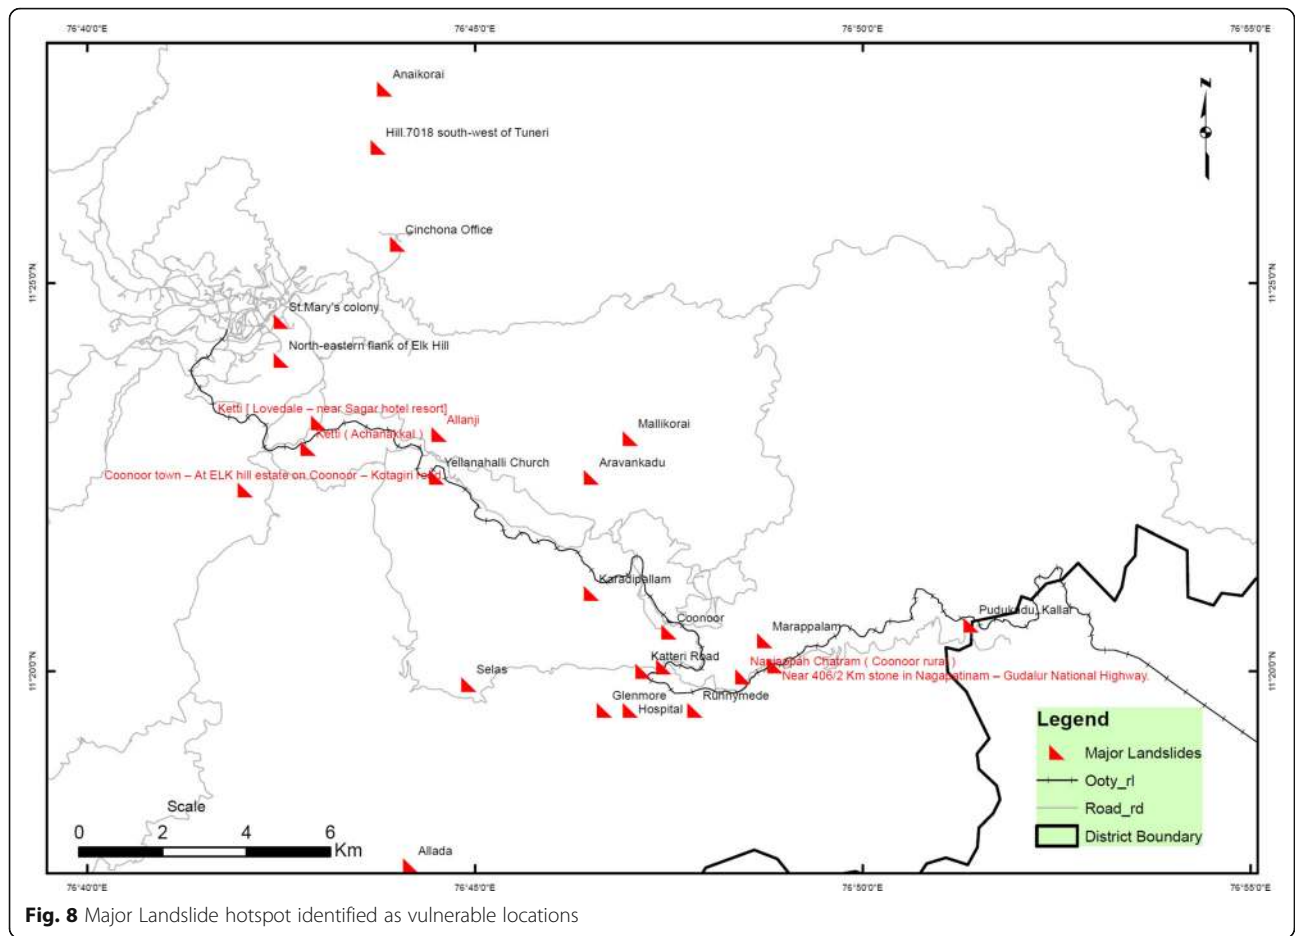 76°40'0"E 76°45'0"E 76°50'0"E 76°55'0"E
Anaikorai
Z
Hill.7018 south-west of Tuneri
Cinchona Office
11°25'0"N 11°25'0"N
St.Mary's colony
North-eastern flank of Elk Hill
Ketti [ Lovedale – near Sagar hotel resort]
Allanji
Mallikorai
Ketti ( Achanakkal )
Yellanahalli Church
Aravankadu
Coonoor town – At ELK hill estate on Coonoor – Kotagiri road
Karadipallam
Pudukadu, Kallar
Coonoor
Marappalam
Katteri Road
Nanjappan Chatram ( Coonoor rural )
Selas
Near 406/2 Km stone in Nagapatinam – Gudalur National Highway.
11°20'0"N 11°20'0"N
Glenmore
Runnymede
Hospital
Legend
Major Landslides
Ooty_rl
Road_rd
District Boundary
Scale
0 2 4 6
Km
Allada
76°40'0"E 76°45'0"E 76°50'0"E 76°55'0"E
Fig. 8 Major Landslide hotspot identified as vulnerable locations